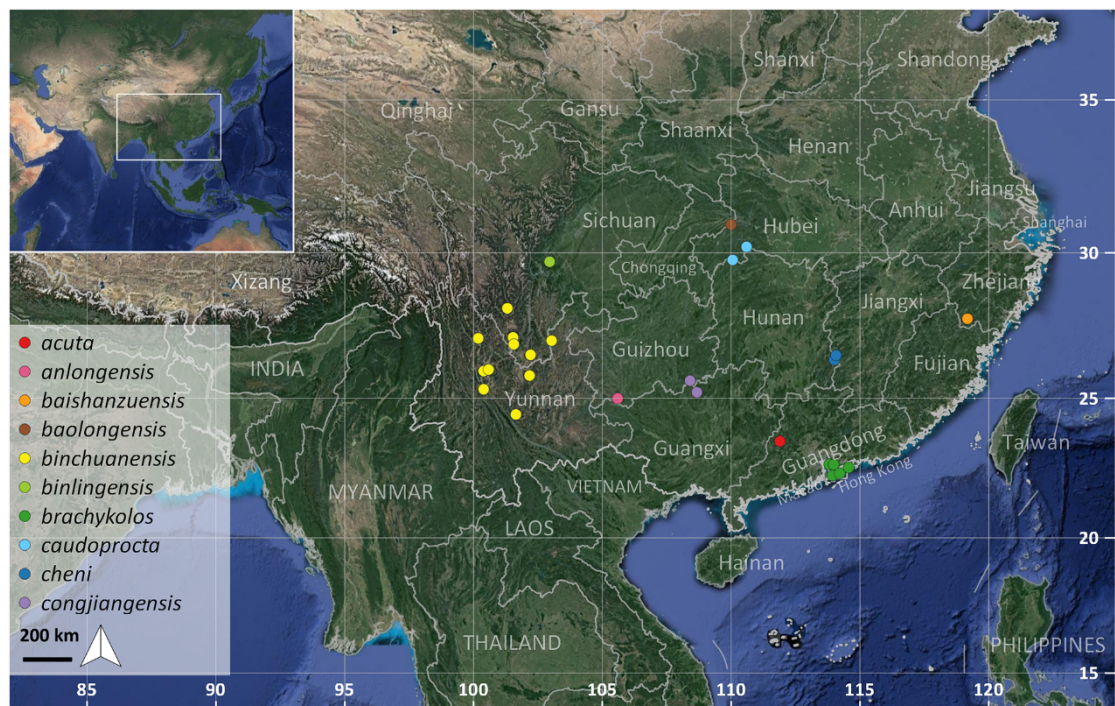 Shanxi
Shandong
35
Qinghai
Gansu
Shaanxi
Henan
Jiangsu
Anhui
Shanghai
Sichuan
Hubei
30
Chongqing
Xizang
Zhejiang
Jiangxi
Hunan
Guizhou
Fujian
INDIA
Yunnan
25
Guangxi
Guangdong
Taiwan
Macao
Hong Kong
MYANMAR
VIETNAM
LAOS
20
Hainan
THAILAND
PHILIPPINES
15
acuta
anlongensis
baishanzuensis
baolongensis
binchuanensis
binlingensis
brachykolos
caudoprocta
cheni
congjiangensis
200 km
85 90 95 100 105 110 115 120